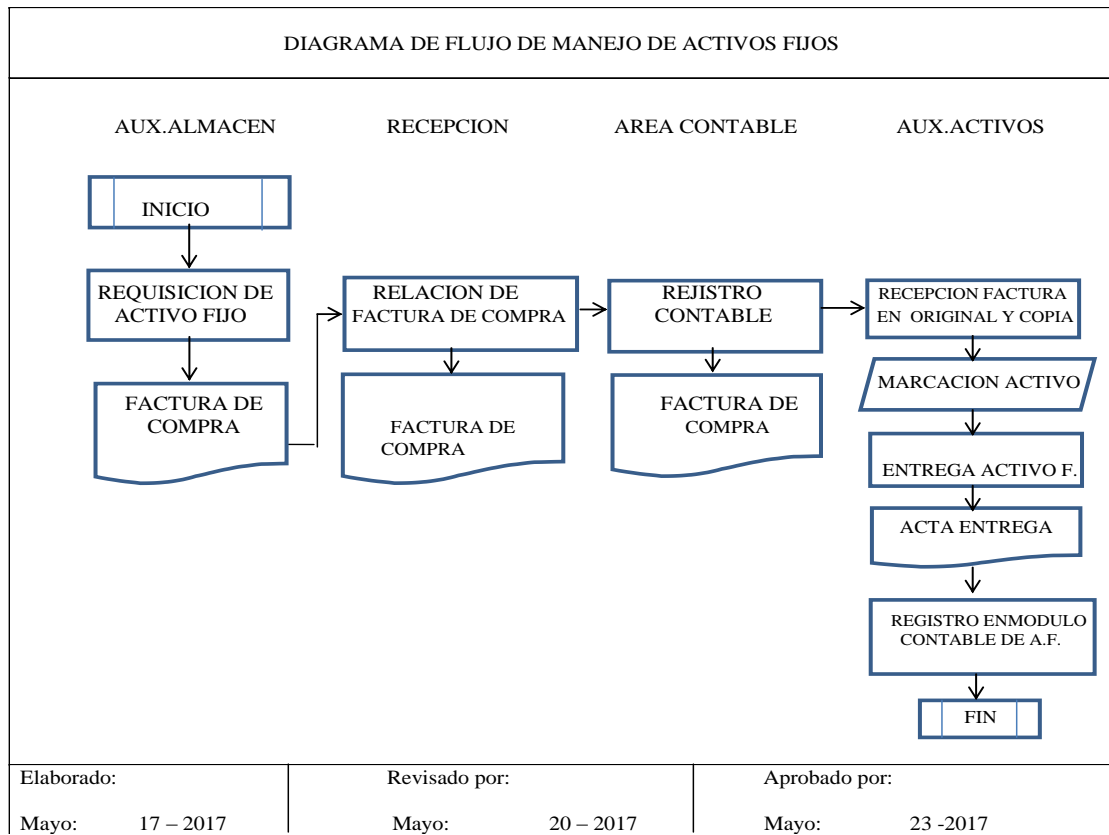 DIAGRAMA DE FLUJO DE MANEJO DE ACTIVOS FIJOS
AUX.ALMACEN
RECEPCION
AREA CONTABLE
AUX.ACTIVOS
INICIO
REQUISICION DE
ACTIVO FIJO
FACTURA DE
COMPRA
RELACION DE
FACTURA DE COMPRA
FACTURA DE
COMPRA
REJISTRO
CONTABLE
FACTURA DE
COMPRA
RECEPCION FACTURA
EN ORIGINAL Y COPIA
MARCACION ACTIVO
ENTREGA ACTIVO F.
ACTA ENTREGA
REGISTRO ENMODULO
CONTABLE DE A.F.
FIN
Elaborado:
Mayo: 17 – 2017
Revisado por:
Mayo: 20 – 2017
Aprobado por:
Mayo: 23 -2017